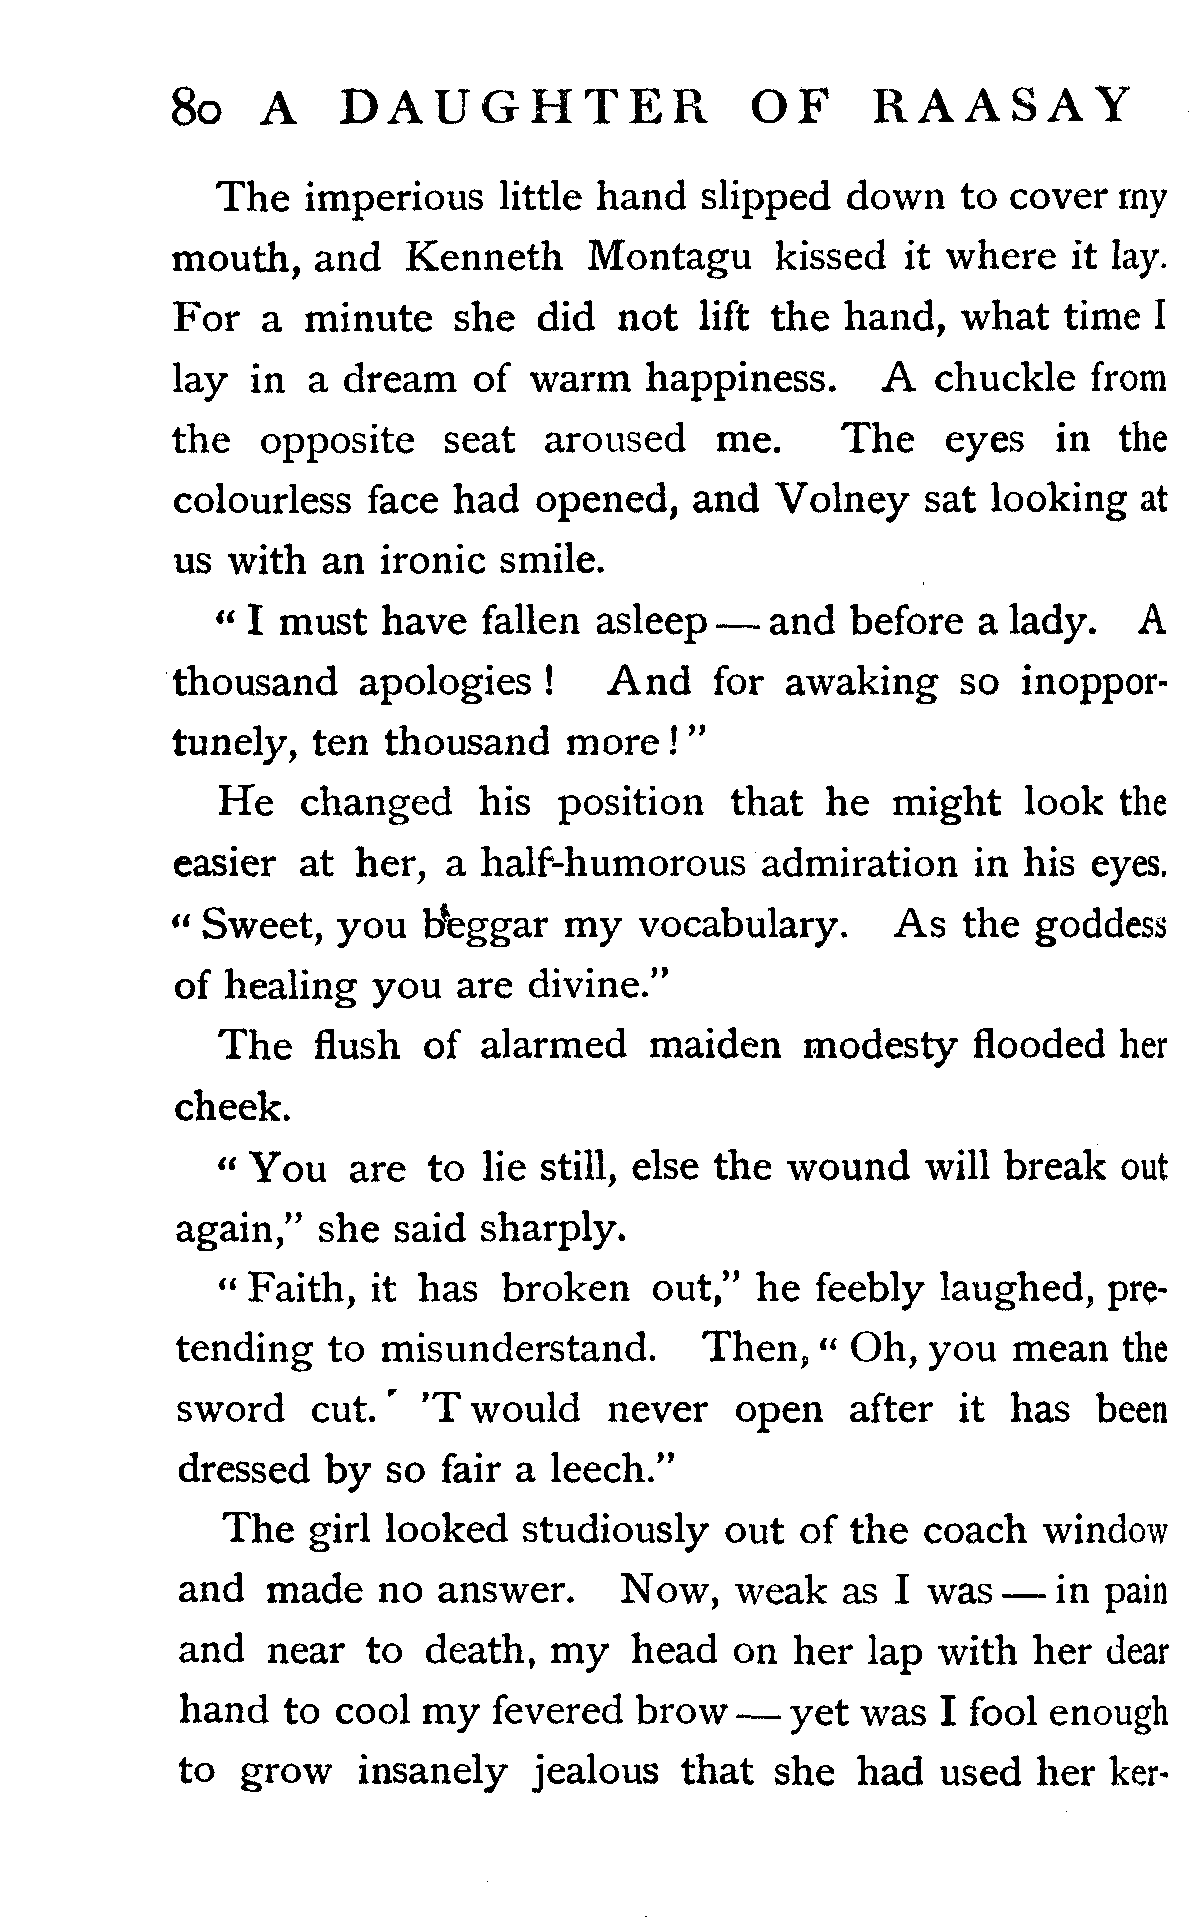 80 A DAUGHTER OF RAASAY
The imperious little hand slipped down to cover my
mouth, and Kenneth Montagu kissed it where it lay.
For a minute she did not lift the hand, what time I
lay in a dream of warm happiness. A chuckle from
the opposite seat aroused me. The eyes in the
colourless face had opened, and Volney sat looking at
us with an ironic smile.
“ I must have fallen asleep — and before a lady. A
thousand apologies ! And for awaking so inoppor-
tunely, ten thousand more ! ”
He changed his position that he might look the
easier at her, a half-humorous admiration in his eyes.
“ Sweet, you beggar my vocabulary. As the goddess
of healing you are divine.”
The flush of alarmed maiden modesty flooded her
cheek.
“ You are to lie still, else the wound will break out
again,” she said sharply.
“ Faith, it has broken out,” he feebly laughed, pre-
tending to misunderstand. Then, “ Oh, you mean the
sword cut. ’T would never open after it has been
dressed by so fair a leech.”
The girl looked studiously out of the coach window
and made no answer. Now, weak as I was — in pain
and near to death, my head on her lap with her dear
hand to cool my fevered brow — yet was I fool enough
to grow insanely jealous that she had used her ker-